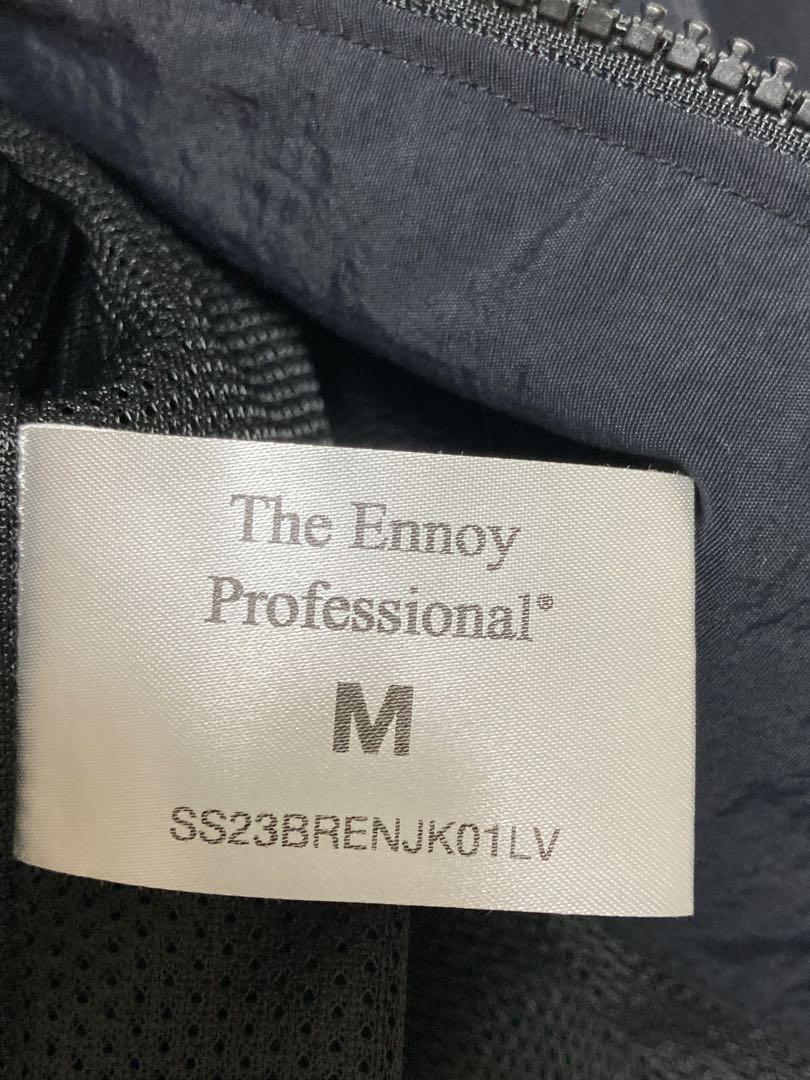 The Ennoy
Professional®
M
SS23BRENJK01LV